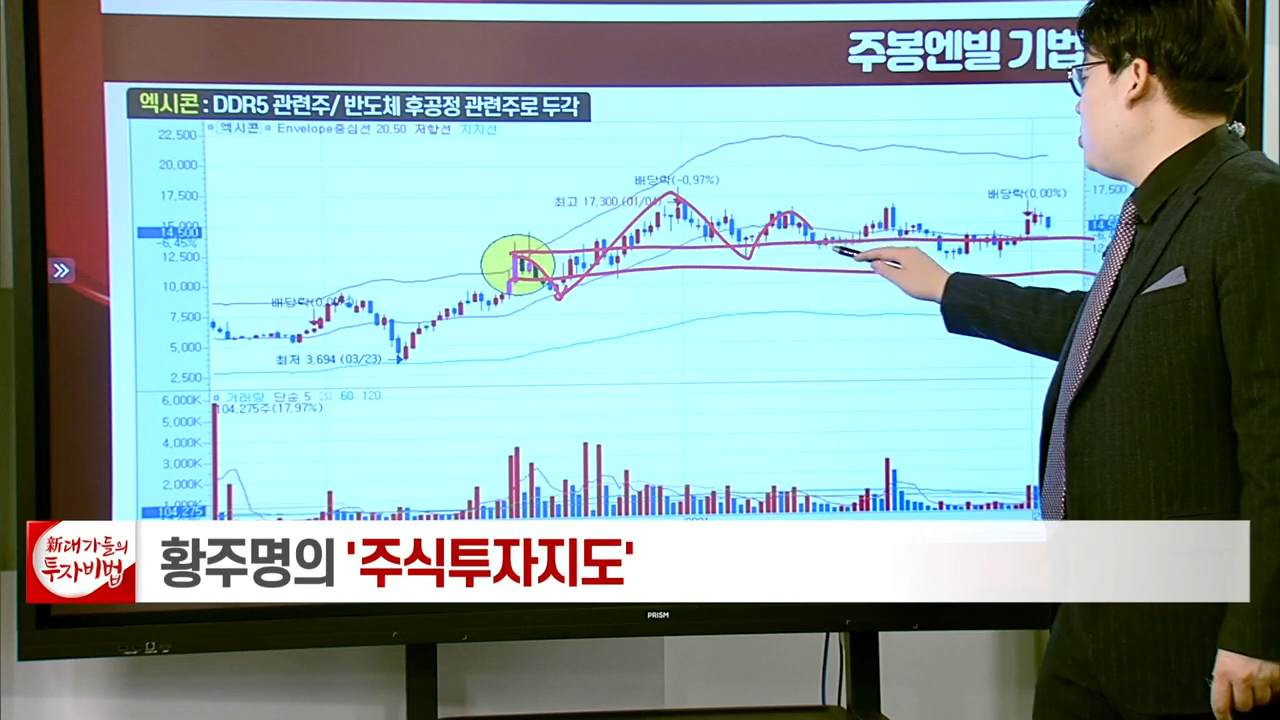 주봉엔빌 기법
엑시콘 : DDR5 관련주/ 반도체 후공정 관련주로 두각
엑시콘 Envelope중심선 20,50 저항선 지지선
22,500
20,000
17,500
15,000
14,500
-6.45%
12,500
10,000
7,500
5,000
2,500
배당락(-0.97%)
최고 17,300 (01/04)
배당락(0.00%)
17,500
12,500
배당락(0.00%)
최저 3,694 (03/23)
거래량 단순 5 20 60 120
104,275주(17.97%)
6,000K
5,000K
4,000K
3,000K
2,000K
1,000K
104,275
新대가들의
투자비법
황주명의 '주식투자지도'
PRISM